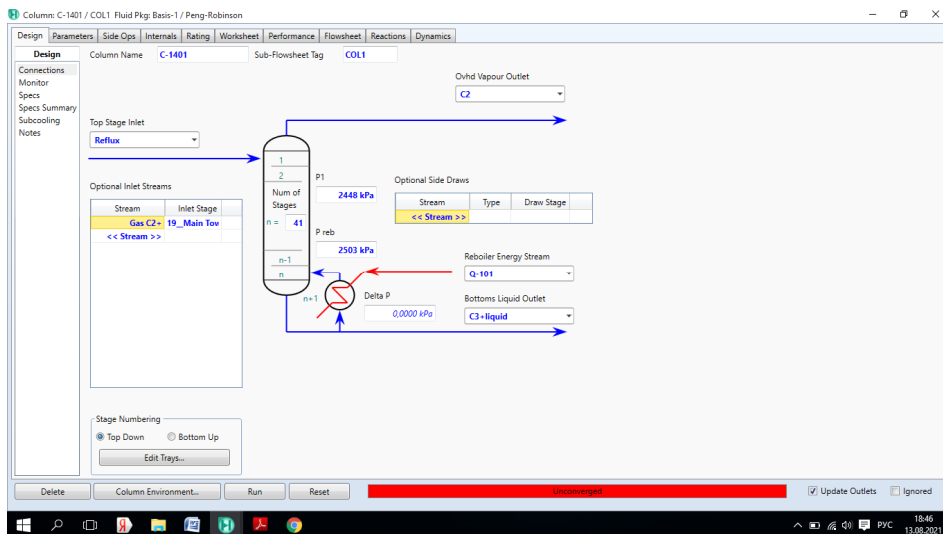 Column: C-1401 / COL1 Fluid Pkg: Basis-1 / Peng-Robinson
Design Parameters Side Ops Internals Rating Worksheet Performance Flowsheet Reactions Dynamics
Design
Connections
Monitor
Specs
Specs Summary
Subcooling
Notes
Column Name C-1401 Sub-Flowsheet Tag COL1
Ovhd Vapour Outlet
C2
Top Stage Inlet
Reflux
Optional Inlet Streams
Stream Inlet Stage
Gas C2+ 19__Main Tov
<< Stream >>
1
2
Num of
Stages
n = 41
n-1
n
n+1
P1
2448 kPa
P reb
2503 kPa
Delta P
0,0000 kPa
Optional Side Draws
Stream Type Draw Stage
<< Stream >>
Reboiler Energy Stream
Q-101
Bottoms Liquid Outlet
C3+liquid
Stage Numbering
Top Down Bottom Up
Edit Trays...
Delete Column Environment... Run Reset Unconverged Update Outlets Ignored
Я H РУС 18:46
13.08.2021